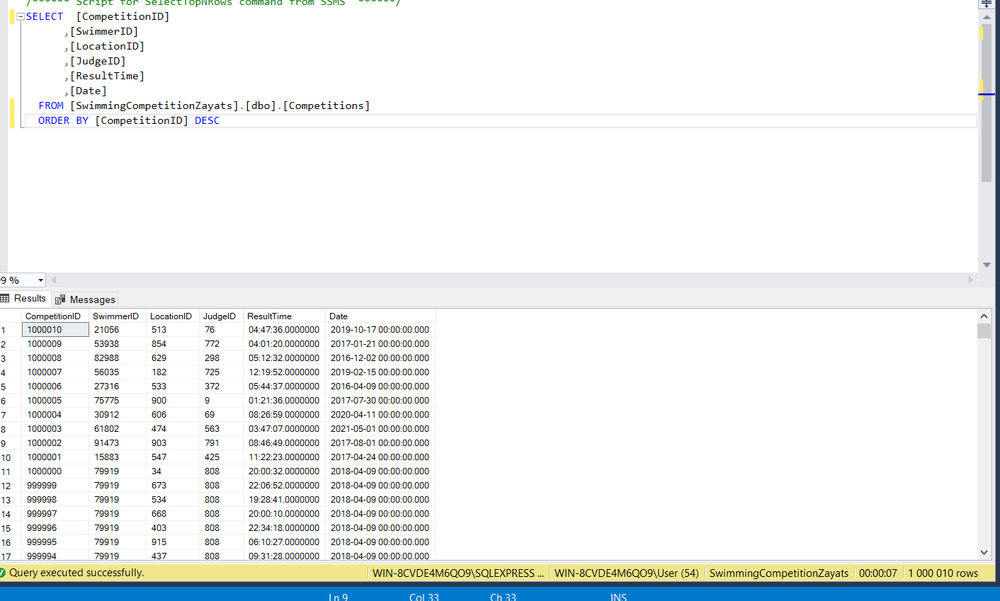 /****** Script for SelectTopNRows command from SSMS  ******/
SELECT  [CompetitionID]
      ,[SwimmerID]
      ,[LocationID]
      ,[JudgeID]
      ,[ResultTime]
      ,[Date]
  FROM [SwimmingCompetitionZayats].[dbo].[Competitions]
  ORDER BY [CompetitionID] DESC
9 %
Results Messages
CompetitionID SwimmerID LocationID JudgeID ResultTime Date
1 1000010 21056 513 76 04:47:36.0000000 2019-10-17 00:00:00.000
2 1000009 53938 854 772 04:01:20.0000000 2017-01-21 00:00:00.000
3 1000008 82988 629 298 05:12:32.0000000 2016-12-02 00:00:00.000
4 1000007 56035 182 725 12:19:52.0000000 2019-02-15 00:00:00.000
5 1000006 27316 533 372 05:44:37.0000000 2016-04-09 00:00:00.000
6 1000005 75775 900 9 01:21:36.0000000 2017-07-30 00:00:00.000
7 1000004 30912 606 69 08:26:59.0000000 2020-04-11 00:00:00.000
8 1000003 61802 474 563 03:47:07.0000000 2021-05-01 00:00:00.000
9 1000002 91473 903 791 08:46:49.0000000 2017-08-01 00:00:00.000
10 1000001 15883 547 425 11:22:23.0000000 2017-04-24 00:00:00.000
11 1000000 79919 34 808 20:00:32.0000000 2018-04-09 00:00:00.000
12 999999 79919 673 808 22:06:52.0000000 2018-04-09 00:00:00.000
13 999998 79919 534 808 19:28:41.0000000 2018-04-09 00:00:00.000
14 999997 79919 668 808 20:00:10.0000000 2018-04-09 00:00:00.000
15 999996 79919 403 808 22:34:18.0000000 2018-04-09 00:00:00.000
16 999995 79919 915 808 06:10:27.0000000 2018-04-09 00:00:00.000
17 999994 79919 437 808 09:31:28.0000000 2018-04-09 00:00:00.000
Query executed successfully. WIN-8CVDE4M6QO9\SQLEXPRESS ... WIN-8CVDE4M6QO9\User (54) SwimmingCompetitionZayats 00:00:07 1 000 010 rows
Ln 9 Col 33 Ch 33 INS